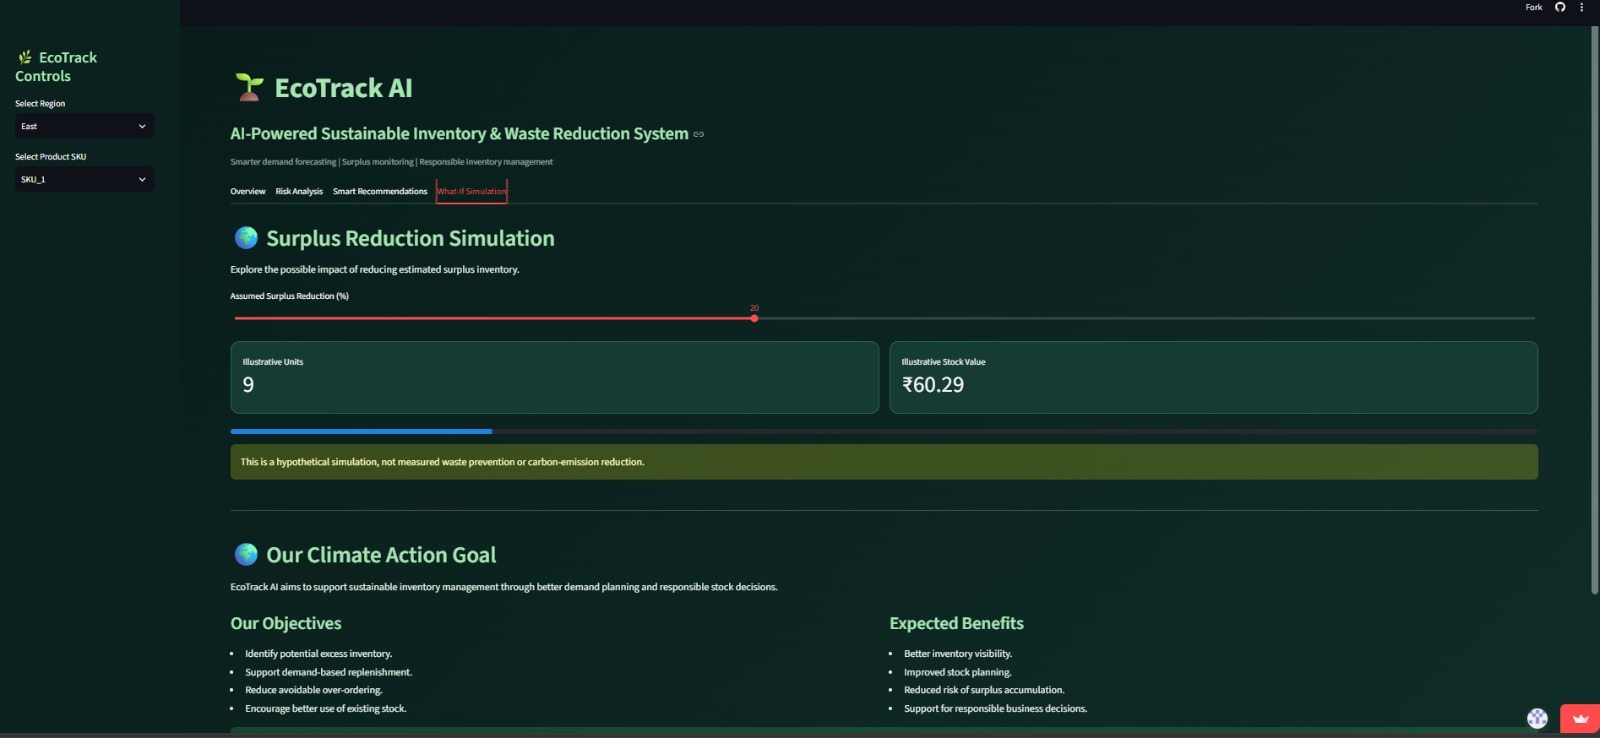 Fork
EcoTrack
Controls
Select Region
East
Select Product SKU
SKU_1
EcoTrack AI
AI-Powered Sustainable Inventory & Waste Reduction System
Smarter demand forecasting | Surplus monitoring | Responsible inventory management
Overview Risk Analysis Smart Recommendations What-If Simulation
Surplus Reduction Simulation
Explore the possible impact of reducing estimated surplus inventory.
Assumed Surplus Reduction (%)
20
Illustrative Units
9
Illustrative Stock Value
₹60.29
This is a hypothetical simulation, not measured waste prevention or carbon-emission reduction.
Our Climate Action Goal
EcoTrack AI aims to support sustainable inventory management through better demand planning and responsible stock decisions.
Our Objectives
Identify potential excess inventory.
Support demand-based replenishment.
Reduce avoidable over-ordering.
Encourage better use of existing stock.
Expected Benefits
Better inventory visibility.
Improved stock planning.
Reduced risk of surplus accumulation.
Support for responsible business decisions.